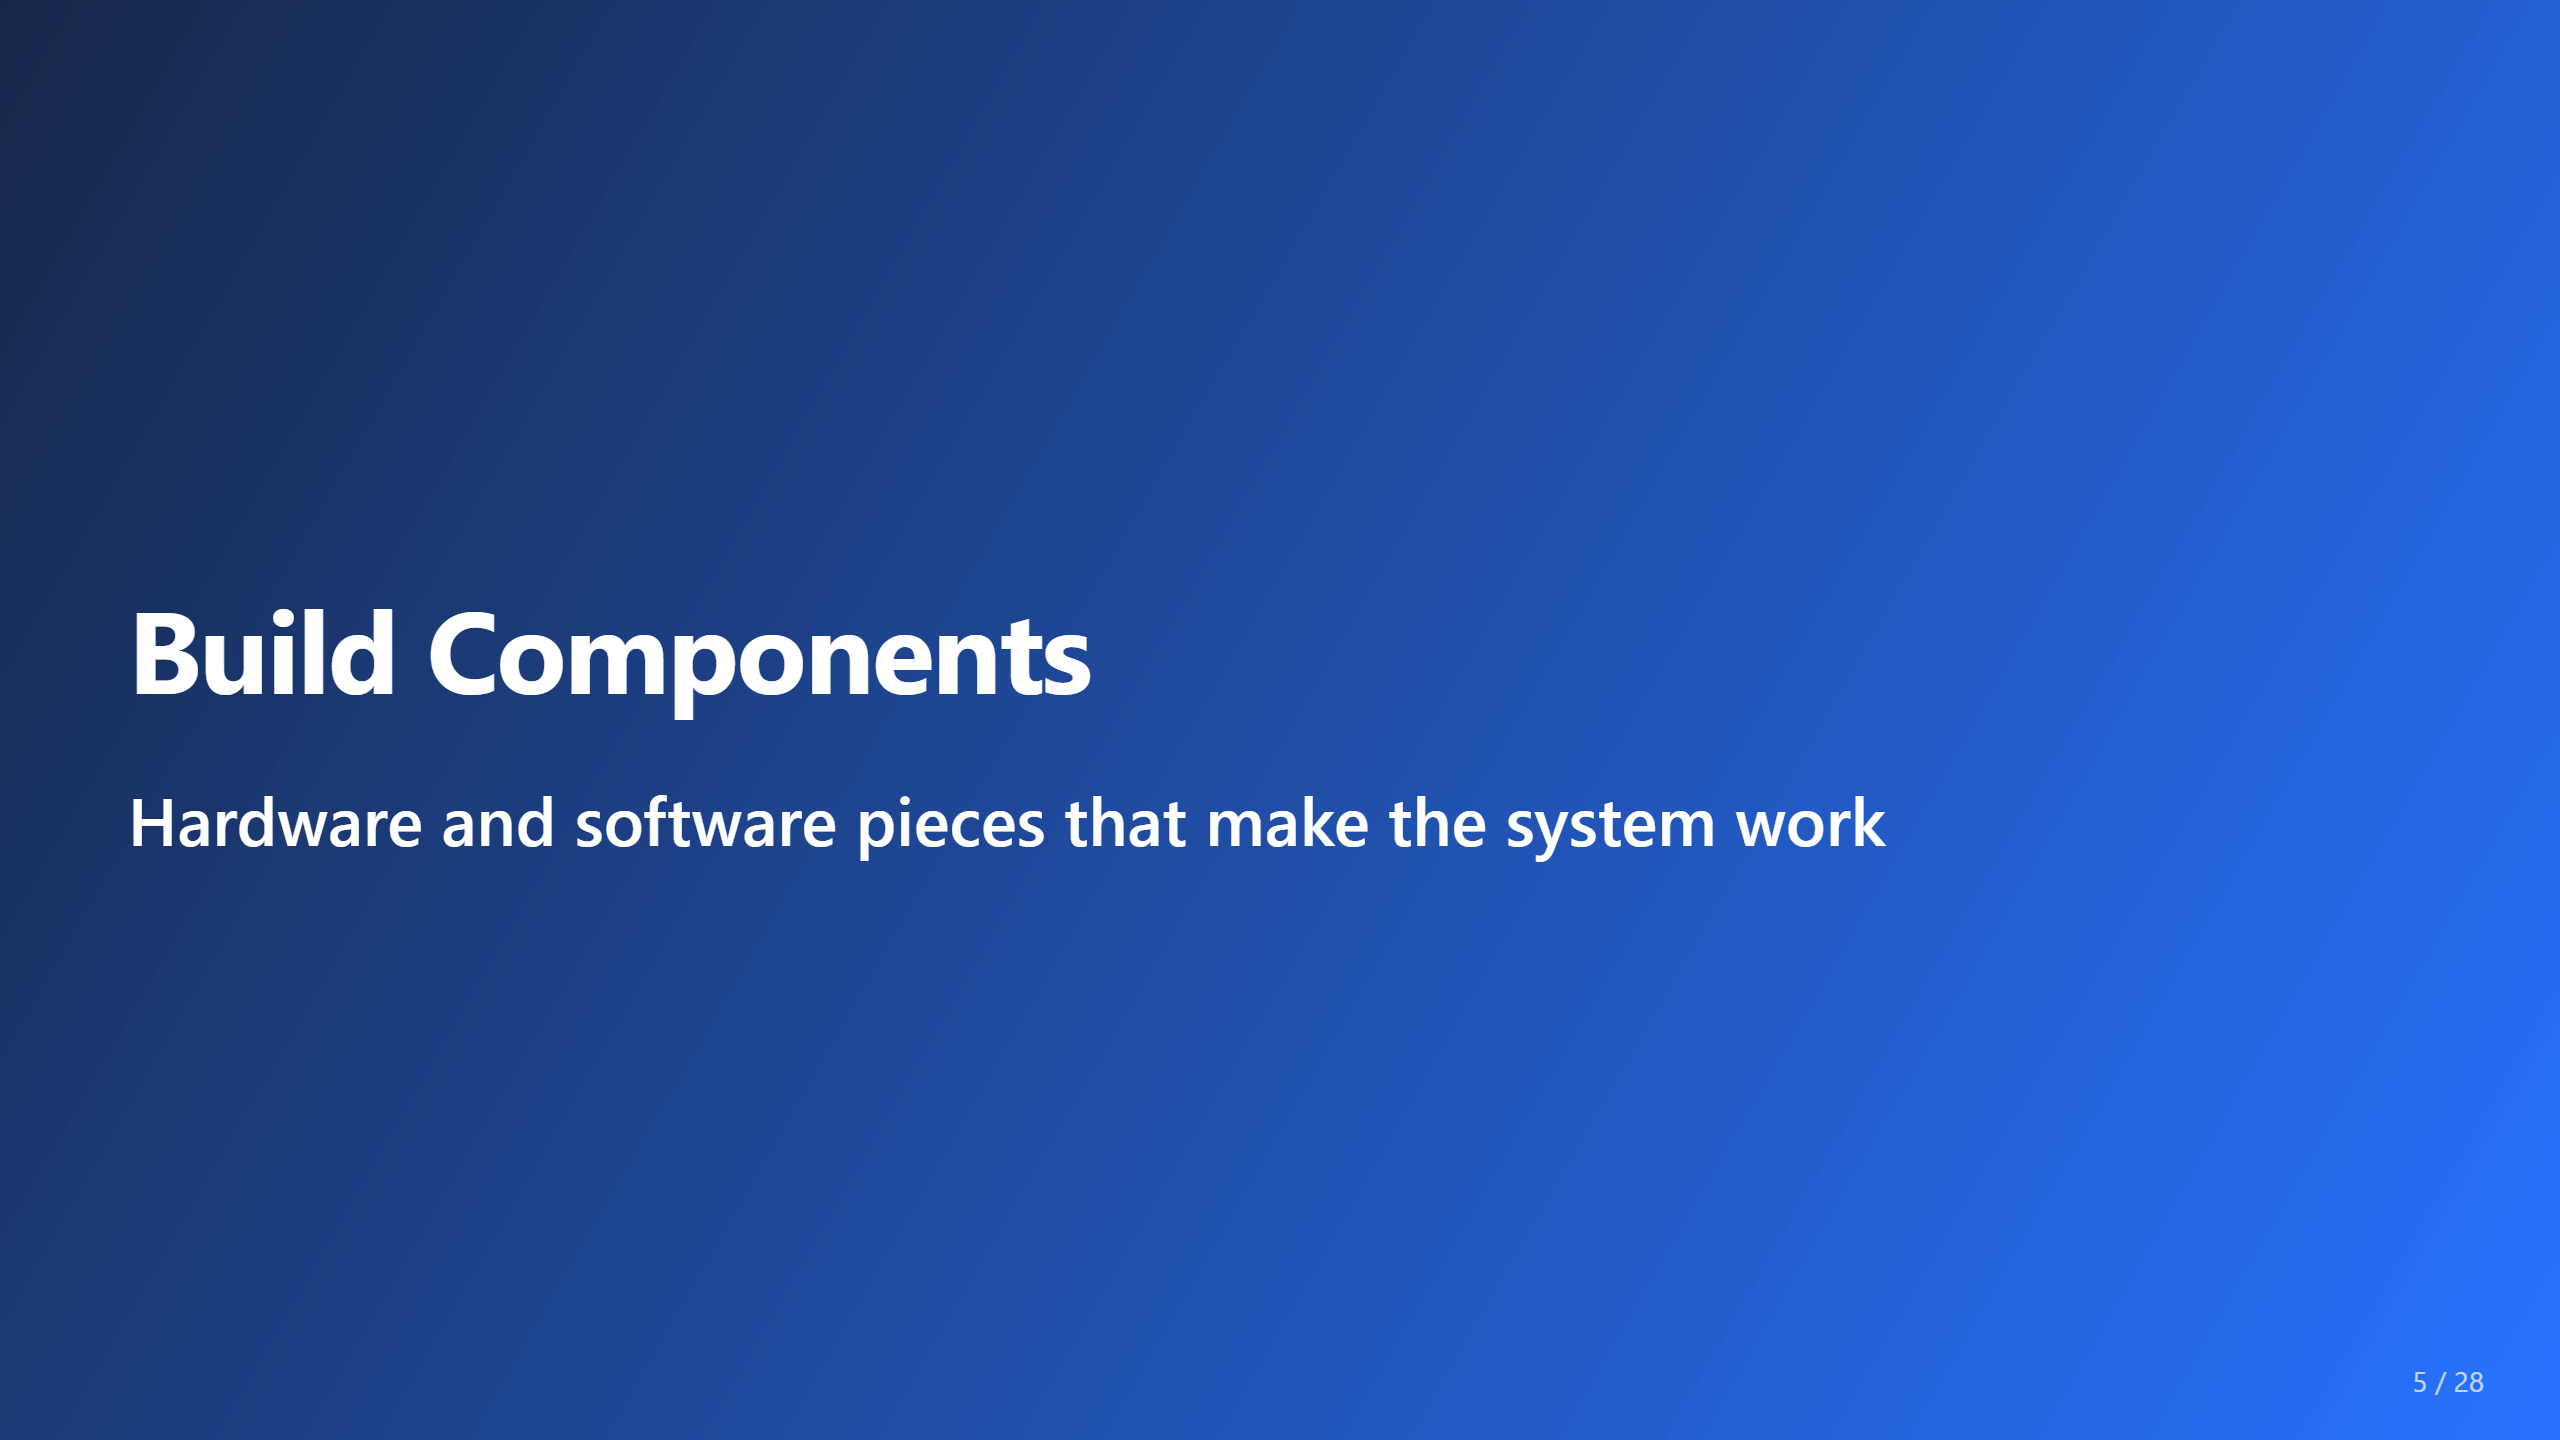 Build Components
Hardware and software pieces that make the system work
5 / 28